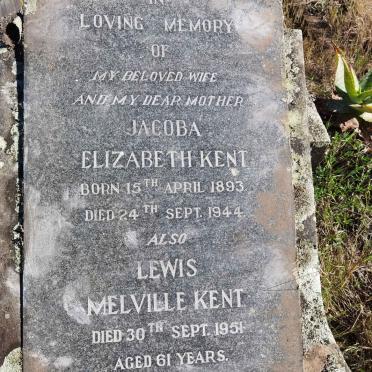 IN
LOVING MEMORY
OF
MY BELOVED WIFE
AND MY DEAR MOTHER
JACOBA
ELIZABETH KENT
BORN 15TH APRIL 1893
DIED 24TH SEPT. 1944
ALSO
LEWIS
MELVILLE KENT
DIED 30TH SEPT. 1951
AGED 61 YEARS.